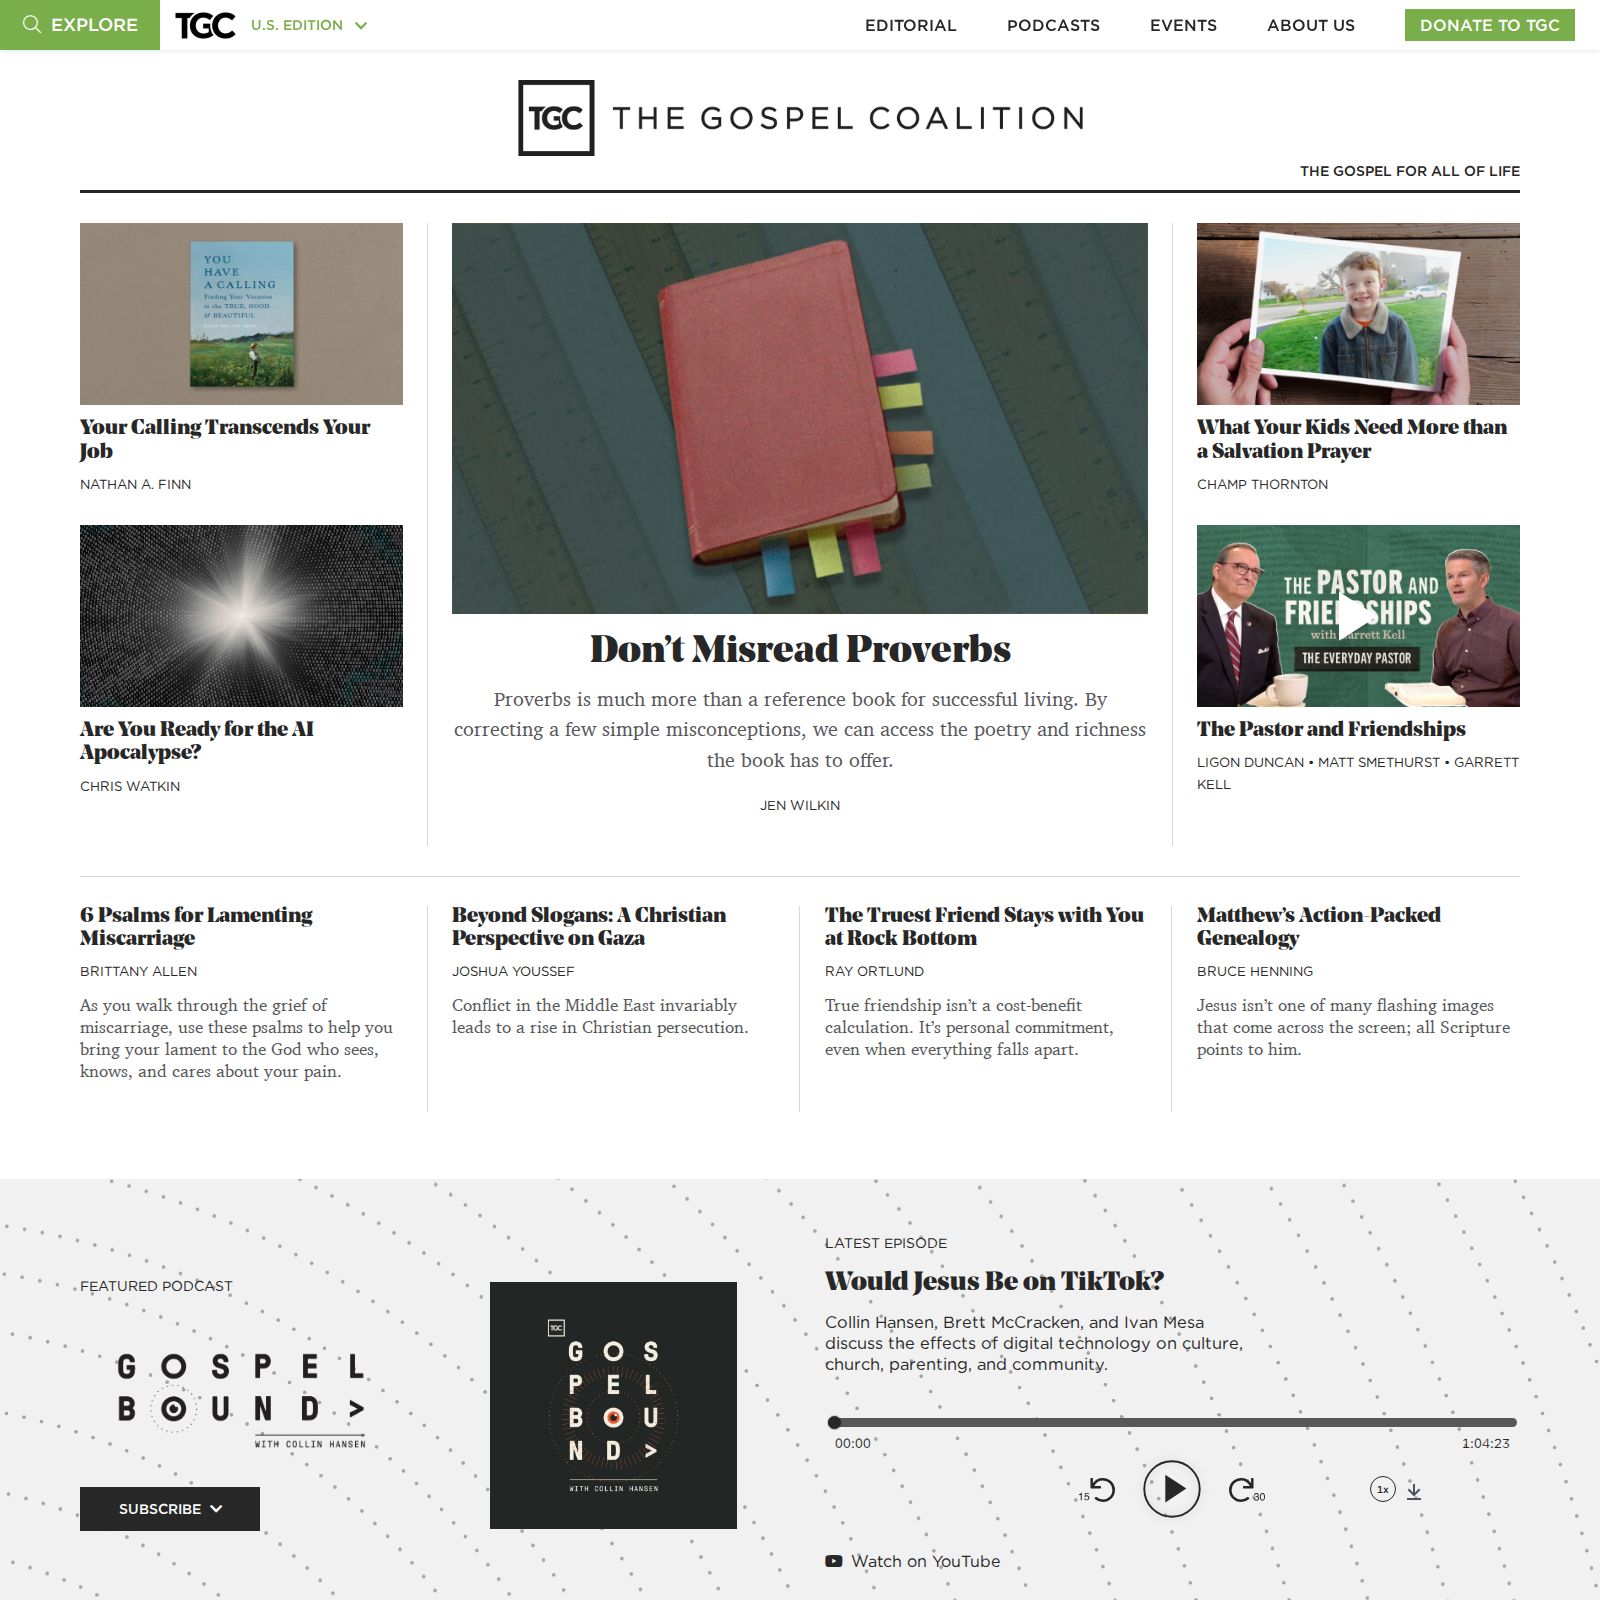 EXPLORE
TGC
U.S. EDITION
EDITORIAL
PODCASTS
EVENTS
ABOUT US
DONATE TO TGC
TGC
THE GOSPEL COALITION
THE GOSPEL FOR ALL OF LIFE
YOU
HAVE
A CALLING
Finding Your Vocation
in the TRUE, GOOD
& BEAUTIFUL
Your Calling Transcends Your
Job
NATHAN A. FINN
Are You Ready for the AI
Apocalypse?
CHRIS WATKIN
Don’t Misread Proverbs
Proverbs is much more than a reference book for successful living. By
correcting a few simple misconceptions, we can access the poetry and richness
the book has to offer.
JEN WILKIN
What Your Kids Need More than
a Salvation Prayer
CHAMP THORNTON
THE PASTOR AND
FRIENDSHIPS
with Garrett Kell
THE EVERYDAY PASTOR
The Pastor and Friendships
LIGON DUNCAN • MATT SMETHURST • GARRETT
KELL
6 Psalms for Lamenting
Miscarriage
BRITTANY ALLEN
As you walk through the grief of
miscarriage, use these psalms to help you
bring your lament to the God who sees,
knows, and cares about your pain.
Beyond Slogans: A Christian
Perspective on Gaza
JOSHUA YOUSSEF
Conflict in the Middle East invariably
leads to a rise in Christian persecution.
The Truest Friend Stays with You
at Rock Bottom
RAY ORTLUND
True friendship isn’t a cost-benefit
calculation. It’s personal commitment,
even when everything falls apart.
Matthew’s Action-Packed
Genealogy
BRUCE HENNING
Jesus isn’t one of many flashing images
that come across the screen; all Scripture
points to him.
FEATURED PODCAST
GOSPEL
BOUND>
WITH COLLIN HANSEN
SUBSCRIBE
TGC
GOS
PEL
BOU
ND>
WITH COLLIN HANSEN
LATEST EPISODE
Would Jesus Be on TikTok?
Collin Hansen, Brett McCracken, and Ivan Mesa
discuss the effects of digital technology on culture,
church, parenting, and community.
00:00
1:04:23
15
30
1x
Watch on YouTube